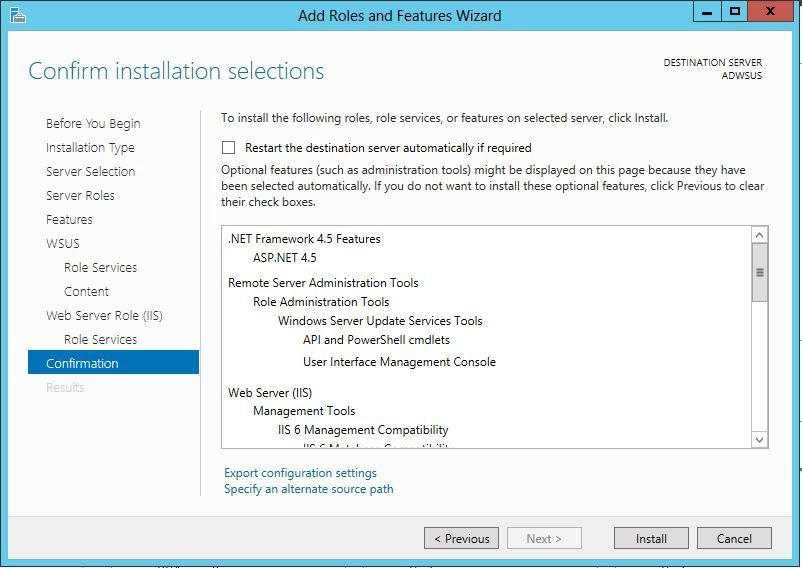 Add Roles and Features Wizard
Confirm installation selections
DESTINATION SERVER
ADWSUS
Before You Begin
Installation Type
Server Selection
Server Roles
Features
WSUS
Role Services
Content
Web Server Role (IIS)
Role Services
Confirmation
Results
To install the following roles, role services, or features on selected server, click Install.
Restart the destination server automatically if required
Optional features (such as administration tools) might be displayed on this page because they have
been selected automatically. If you do not want to install these optional features, click Previous to clear
their check boxes.
.NET Framework 4.5 Features
ASP.NET 4.5
Remote Server Administration Tools
Role Administration Tools
Windows Server Update Services Tools
API and PowerShell cmdlets
User Interface Management Console
Web Server (IIS)
Management Tools
IIS 6 Management Compatibility
IIS 6 Metabase Compatibility
Export configuration settings
Specify an alternate source path
< Previous
Next >
Install
Cancel